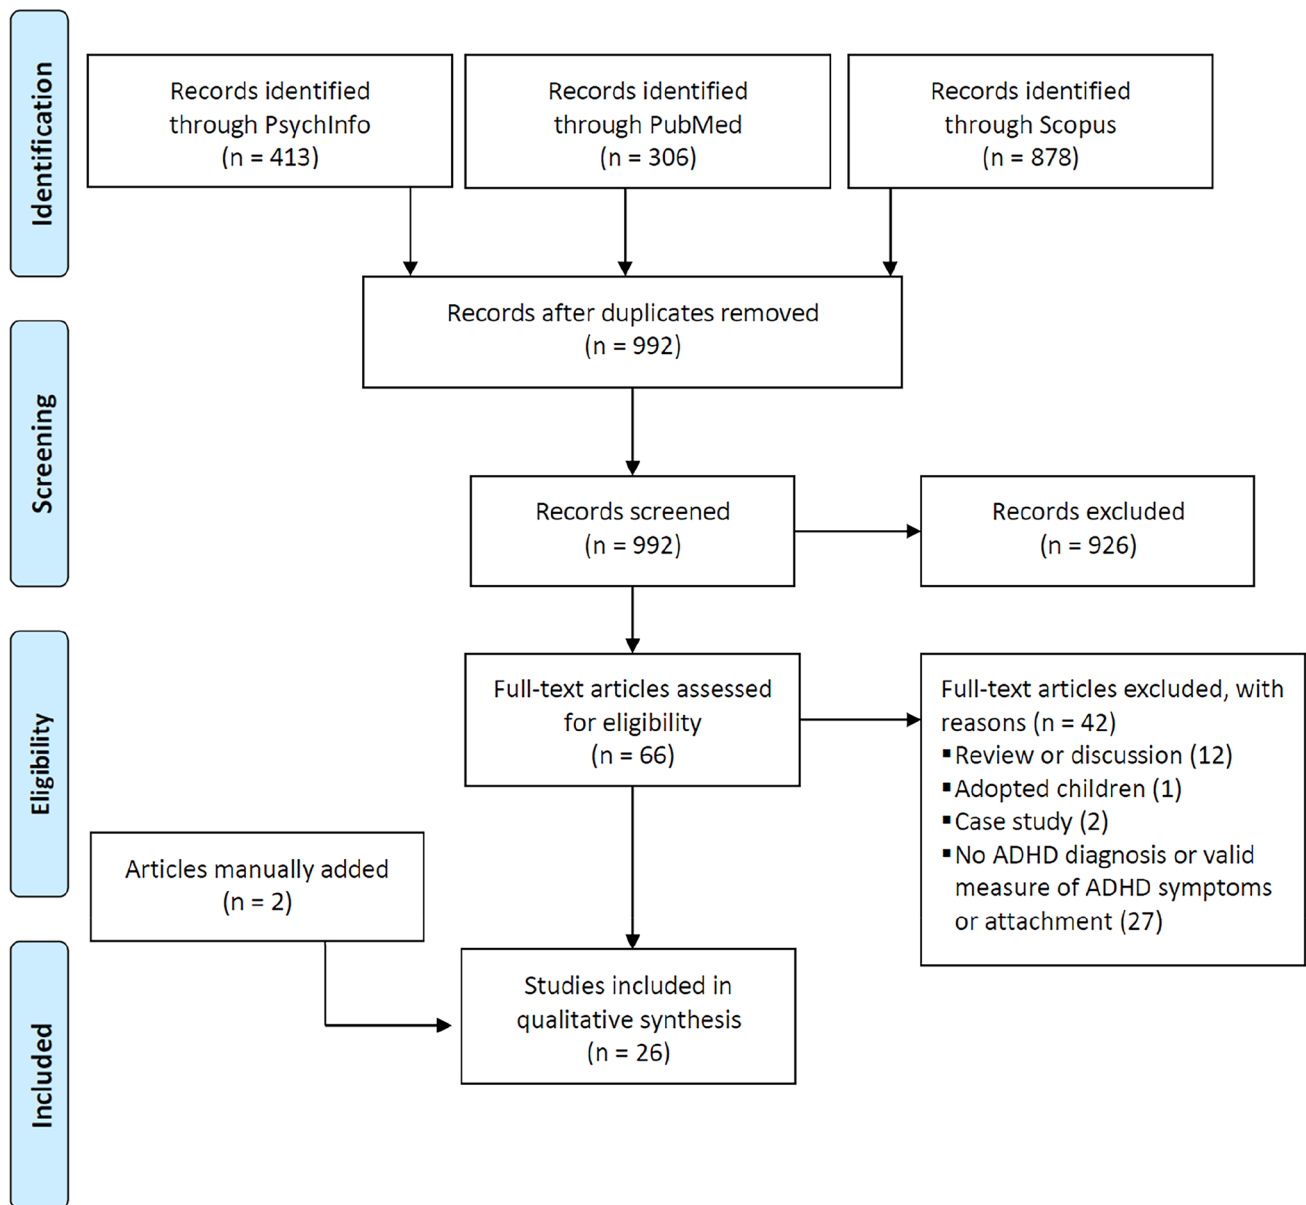 Identification
Records identified
through PsychInfo
(n = 413)
Records identified
through PubMed
(n = 306)
Records identified
through Scopus
(n = 878)
Records after duplicates removed
(n = 992)
Screening
Records screened
(n = 992)
Records excluded
(n = 926)
Eligibility
Full-text articles assessed
for eligibility
(n = 66)
Full-text articles excluded, with
reasons (n = 42)
▪Review or discussion (12)
▪Adopted children (1)
▪Case study (2)
▪No ADHD diagnosis or valid
measure of ADHD symptoms
or attachment (27)
Articles manually added
(n = 2)
Included
Studies included in
qualitative synthesis
(n = 26)